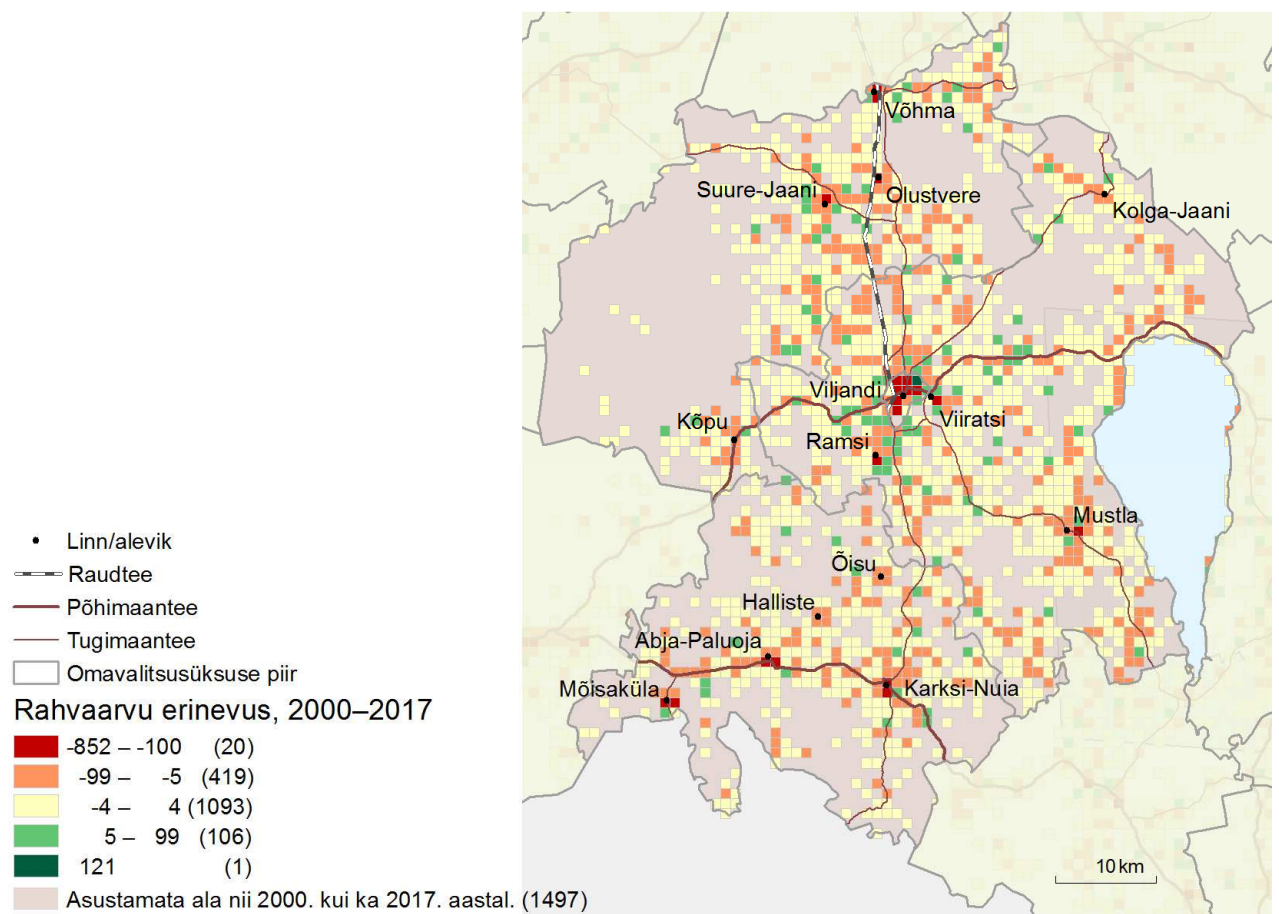 Võhma
Suure-Jaani
Olustvere
Kolga-Jaani
Viljandi
Viiratsi
Kõpu
Ramsi
Mustla
Õisu
Halliste
Abja-Paluoja
Mõisaküla
Karksi-Nuia
10 km
Linn/alevik
Raudtee
Põhimaantee
Tugimaantee
Omavalitsusüksuse piir
Rahvaarvu erinevus, 2000–2017
-852 – -100 (20)
-99 – -5 (419)
-4 – 4 (1093)
5 – 99 (106)
121 (1)
Asustamata ala nii 2000. kui ka 2017. aastal. (1497)